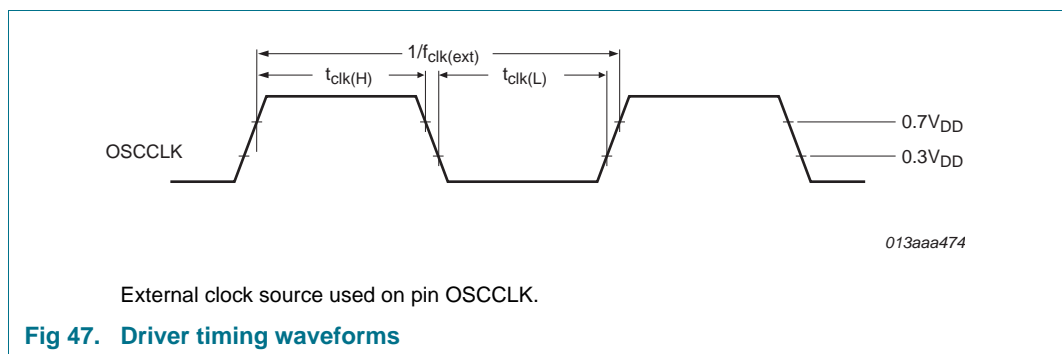 1/fclk(ext)
tclk(H) tclk(L)
0.7VDD
OSCCLK
0.3VDD
013aaa474
External clock source used on pin OSCCLK.
Fig 47. Driver timing waveforms